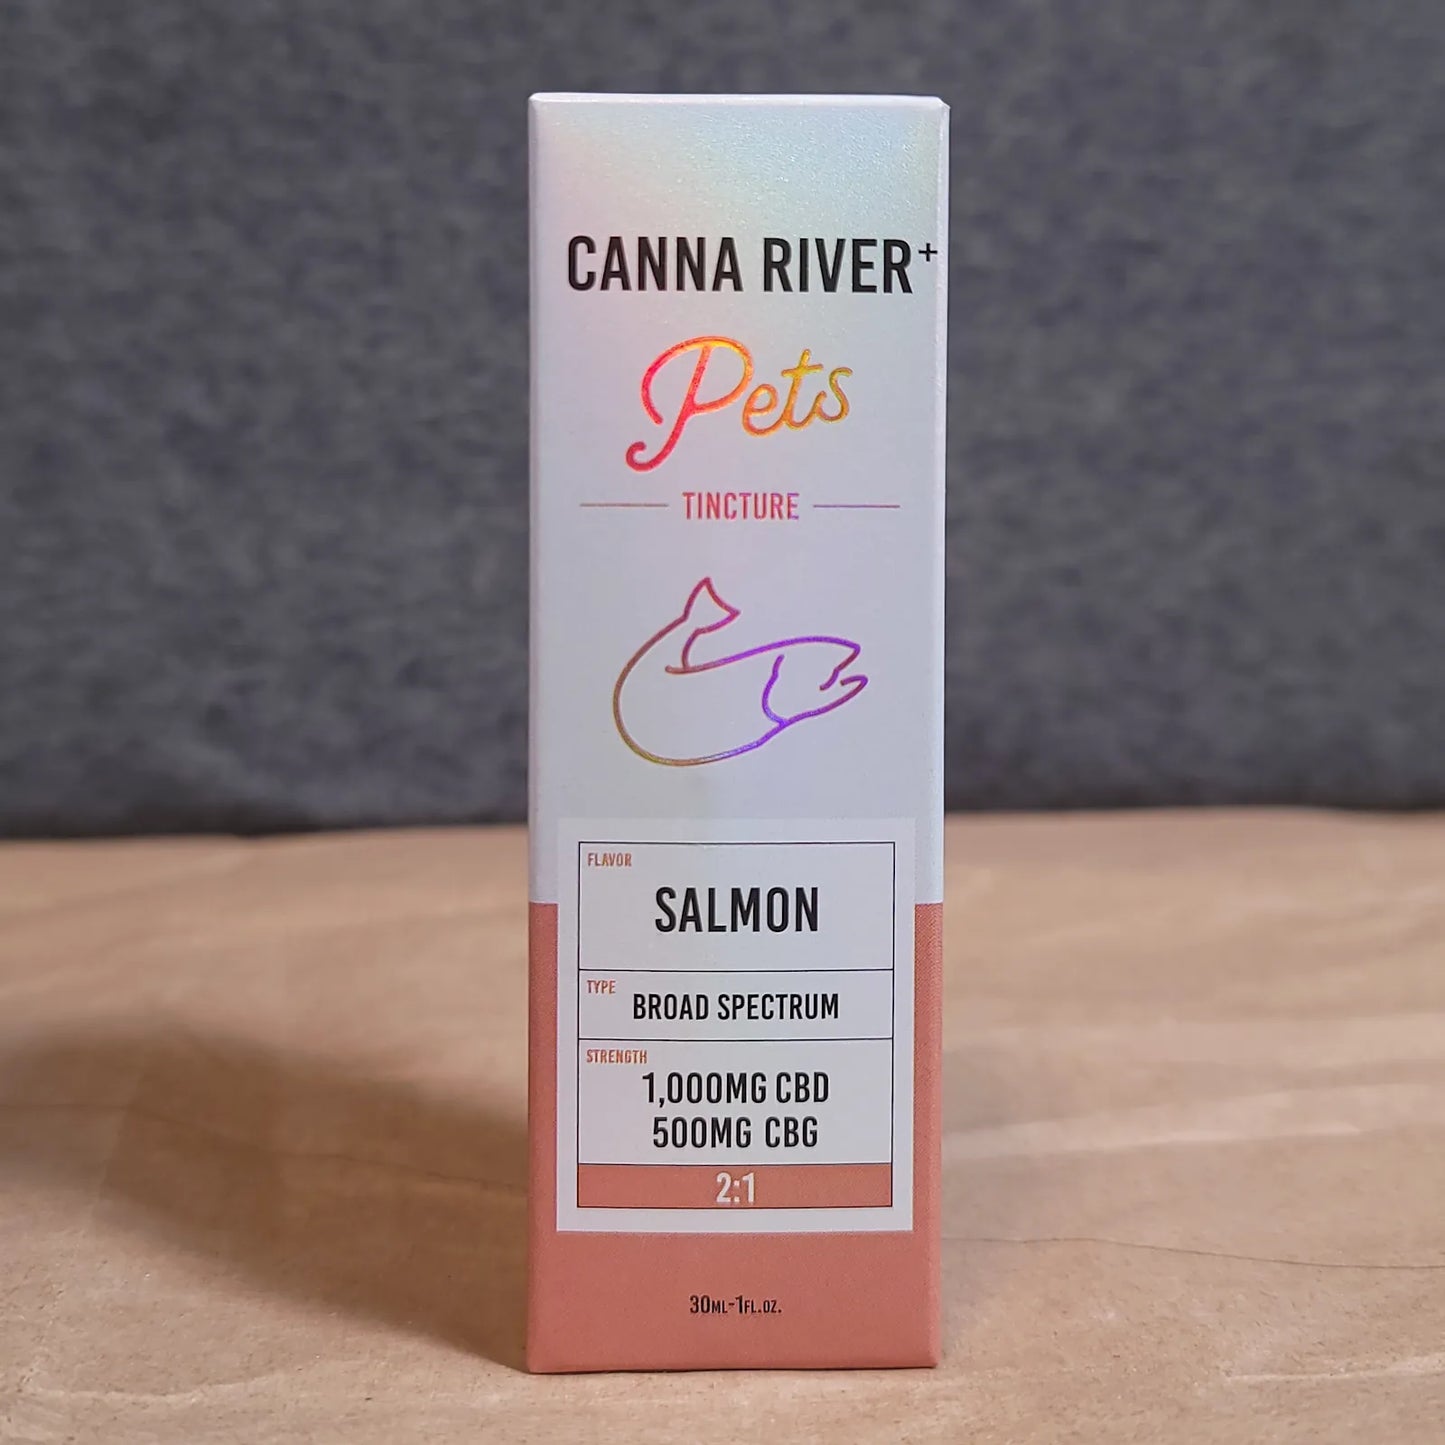 CANNA RIVER+
Pets
TINCTURE
FLAVOR
SALMON
TYPE
BROAD SPECTRUM
STRENGTH
1,000MG CBD
500MG CBG
2:1
30ML-1FL.OZ.